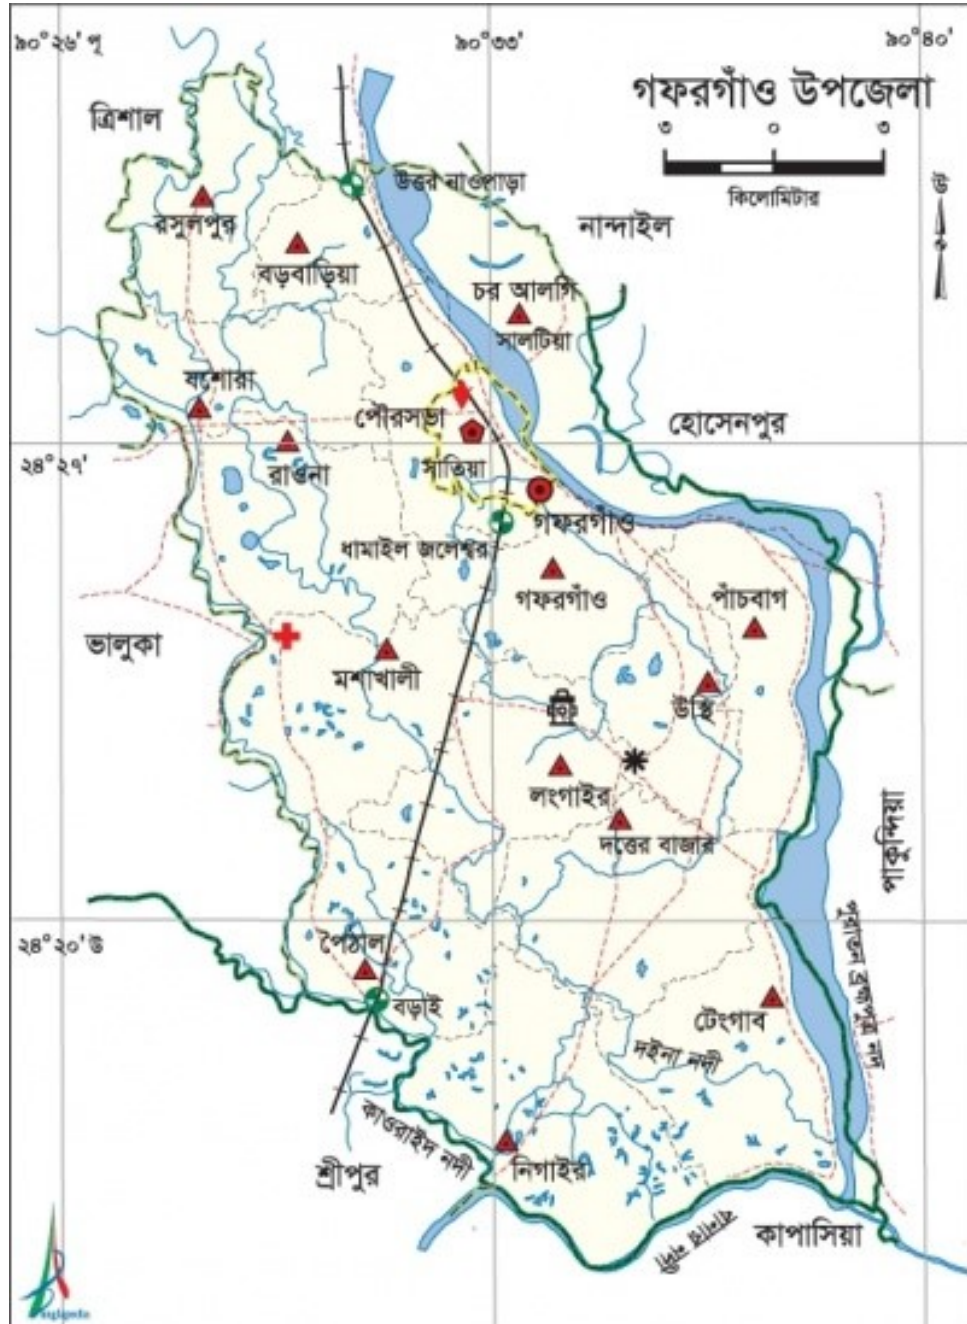 ৯০°২৬' পূ
৯০°৩৩'
৯০°৪০'
গফরগাঁও উপজেলা
৩ ০ ৩
কিলোমিটার
উ
ত্রিশাল
উত্তর নাওপাড়া
রসুলপুর
নান্দাইল
বড়বাড়িয়া
চর আলগি
সালটিয়া
যশোরা
পৌরসভা
হোসেনপুর
২৪°২৭'
রাওনা
সাতিয়া
গফরগাঁও
ধামাইল জলেশ্বর
গফরগাঁও
পাঁচবাগ
ভালুকা
মশাখালী
উস্থি
লংগাইর
দত্তের বাজার
পাকুন্দিয়া
পুরাতন ব্রহ্মপুত্র নদ
২৪°২০' উ
পৈঠাল
বড়াই
টেংগাব
দইনা নদী
কাওরাইদ নদী
শ্রীপুর
নিগাইর
বানার নদী
কাপাসিয়া